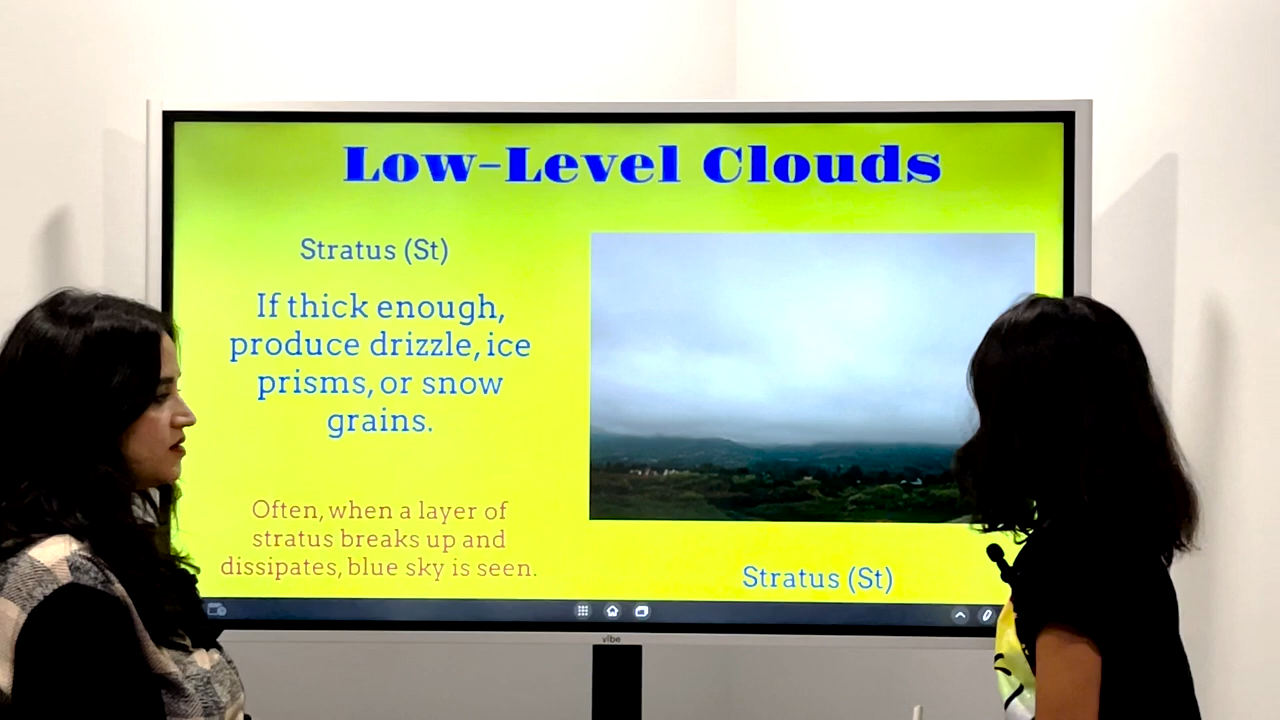 Low-Level Clouds
Stratus (St)
If thick enough,
produce drizzle, ice
prisms, or snow
grains.
Often, when a layer of
stratus breaks up and
dissipates, blue sky is seen.
Stratus (St)
vibe